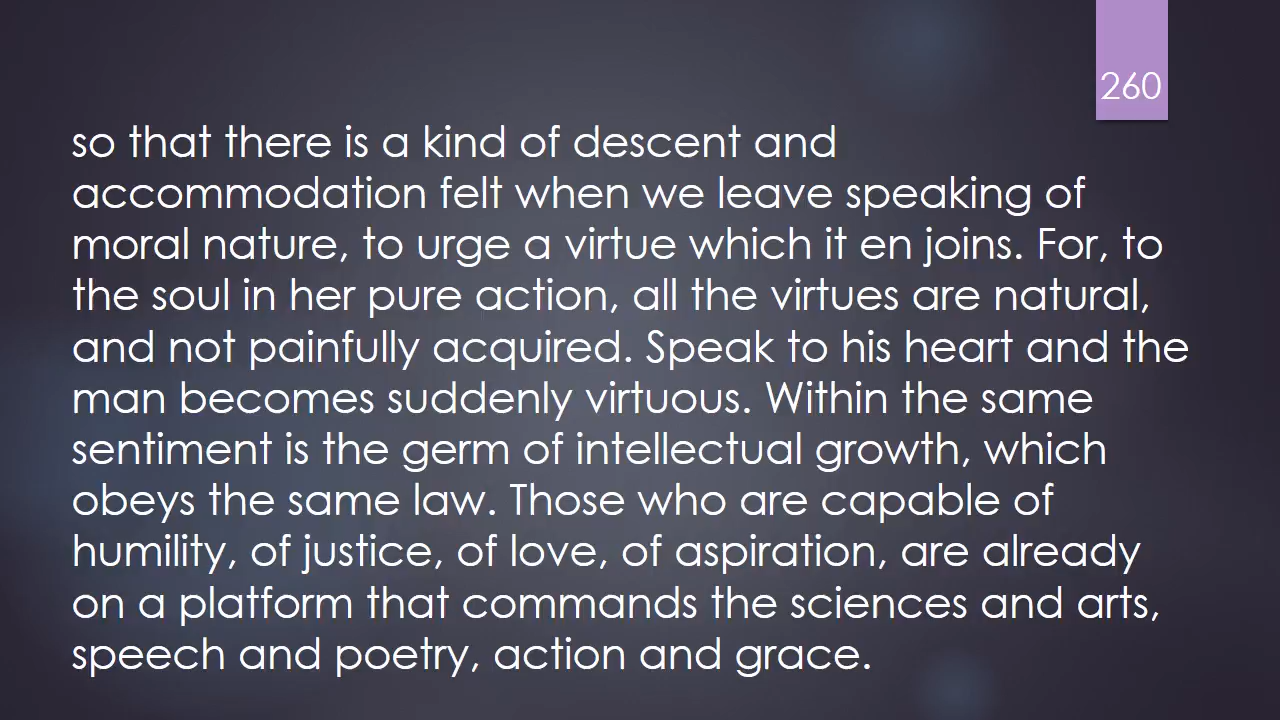 260
so that there is a kind of descent and
accommodation felt when we leave speaking of
moral nature, to urge a virtue which it en joins. For, to
the soul in her pure action, all the virtues are natural,
and not painfully acquired. Speak to his heart and the
man becomes suddenly virtuous. Within the same
sentiment is the germ of intellectual growth, which
obeys the same law. Those who are capable of
humility, of justice, of love, of aspiration, are already
on a platform that commands the sciences and arts,
speech and poetry, action and grace.